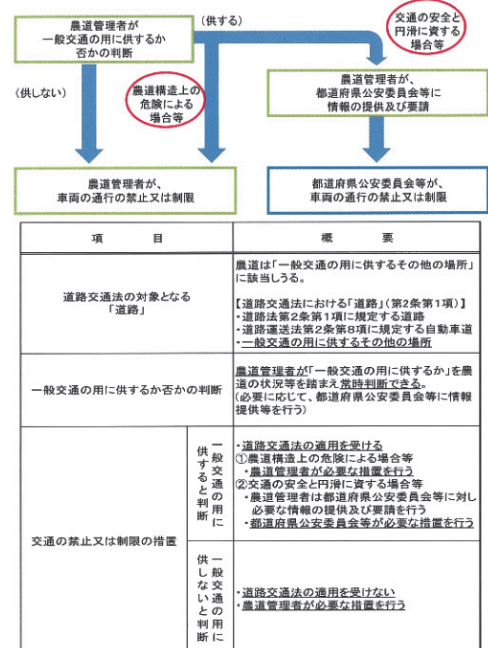 農道管理者が
一般交通の用に供するか
否かの判断
(供する)
交通の安全と
円滑に資する
場合等
(供しない)
農道構造上の
危険による
場合等
農道管理者が、
都道府県公安委員会等に
情報の提供及び要請
農道管理者が、
車両の通行の禁止又は制限
都道府県公安委員会等が、
車両の通行の禁止又は制限
項 目
概 要
道路交通法の対象となる
「道路」
農道は「一般交通の用に供するその他の場所」
に該当しうる。
【道路交通法における「道路」(第2条第1項)】
・道路法第2条第1項に規定する道路
・道路運送法第2条第8項に規定する自動車道
・一般交通の用に供するその他の場所
一般交通の用に供するか否かの判断
農道管理者が「一般交通の用に供するか」を農
道の状況等を踏まえ常時判断できる。
(必要に応じて、都道府県公安委員会等に情報
提供等を行う)
交通の禁止又は制限の措置
一般交通の用に
供すると判断
・道路交通法の適用を受ける
①農道構造上の危険による場合等
・農道管理者が必要な措置を行う
②交通の安全と円滑に資する場合等
・農道管理者は都道府県公安委員会等に対し
必要な情報の提供及び要請を行う
・都道府県公安委員会等が必要な措置を行う
一般交通の用に
供しないとの判断
・道路交通法の適用を受けない
・農道管理者が必要な措置を行う